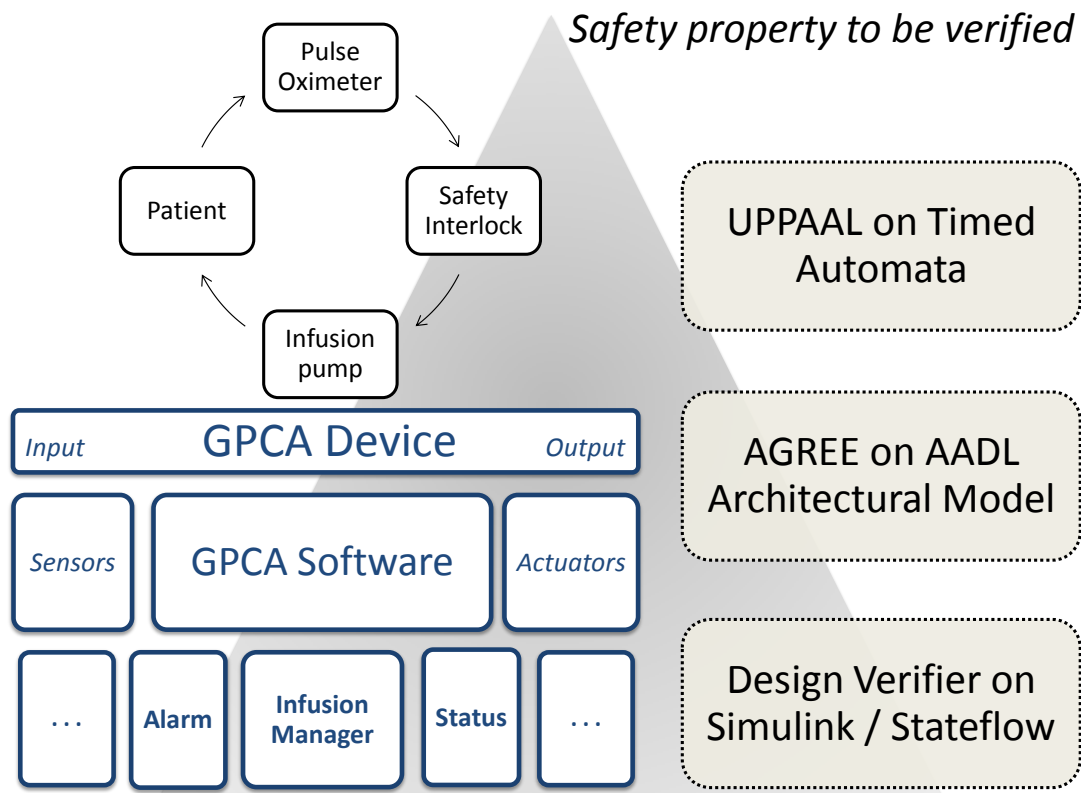 Safety property to be verified
Pulse
Oximeter
Patient
Safety
Interlock
Infusion
pump
UPPAAL on Timed
Automata
Input
GPCA Device
Output
AGREE on AADL
Architectural Model
Sensors
GPCA Software
Actuators
...
Alarm
Infusion
Manager
Status
...
Design Verifier on
Simulink / Stateflow